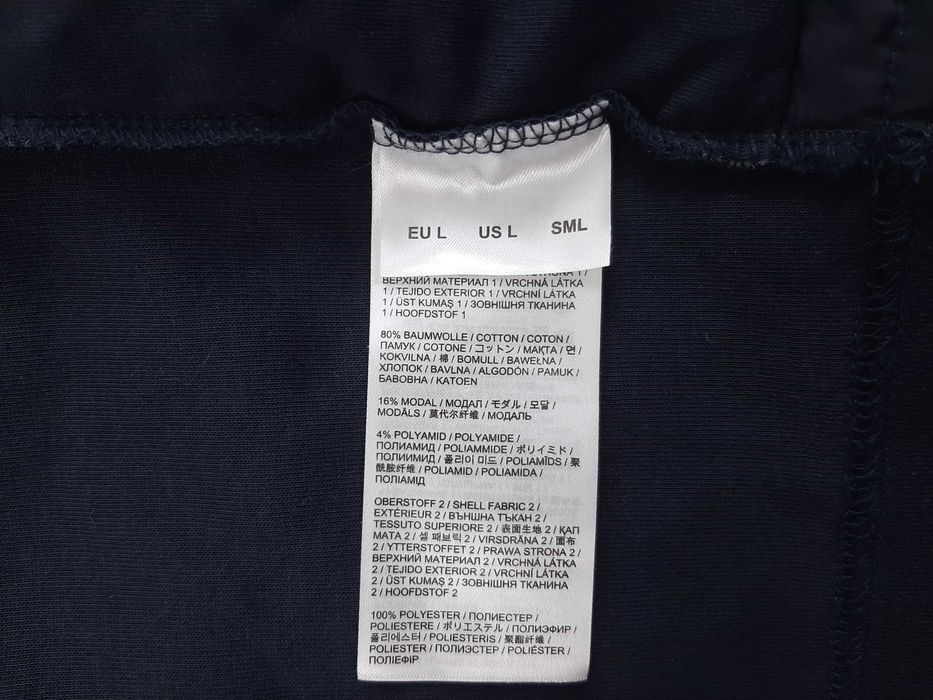 EU L US L SML
STRONA 1 /
ВЕРХНИЙ МАТЕРИАЛ 1 / VRCHNÁ LÁTKA
1 / TEJIDO EXTERIOR 1 / VRCHNÍ LÁTKA
1 / ÜST KUMAŞ 1 / ЗОВНІШНЯ ТКАНИНА
1 / HOOFDSTOF 1
80% BAUMWOLLE / COTTON / COTON /
ПАМУК / COTONE / コットン / МАҚТА / 면 /
KOKVILNA / 棉 / BOMULL / BAWEŁNA /
ХЛОПОК / BAVLNA / ALGODÓN / PAMUK /
БАВОВНА / KATOEN
16% MODAL / МОДАЛ / モダル / 모달 /
MODĀLS / 莫代尔纤维 / МОДАЛЬ
4% POLYAMID / POLYAMIDE /
ПОЛИАМИД / POLIAMMIDE / ポリイミド /
ПОЛИИМИД / 폴리이미드 / POLIAMĪDS / 聚
酰胺纤维 / POLIAMID / POLIAMIDA /
ПОЛІАМІД
OBERSTOFF 2 / SHELL FABRIC 2 /
EXTÉRIEUR 2 / ВЪНШНА ТЪКАН 2 /
TESSUTO SUPERIORE 2 / 表面生地 2 / ҚАП
МАТА 2 / 셸 패브릭 2 / VIRSDRĀNA 2 / 面布
2 / YTTERSTOFFET 2 / PRAWA STRONA 2 /
ВЕРХНИЙ МАТЕРИАЛ 2 / VRCHNÁ LÁTKA
2 / TEJIDO EXTERIOR 2 / VRCHNÍ LÁTKA
2 / ÜST KUMAŞ 2 / ЗОВНІШНЯ ТКАНИНА
2 / HOOFDSTOF 2
100% POLYESTER / ПОЛИЕСТЕР /
POLIESTERE / ポリエステル / ПОЛИЭФИР /
폴리에스터 / POLIESTERIS / 聚酯纤维 /
POLIESTER / ПОЛИЭСТЕР / POLIÉSTER /
ПОЛІЕФІР